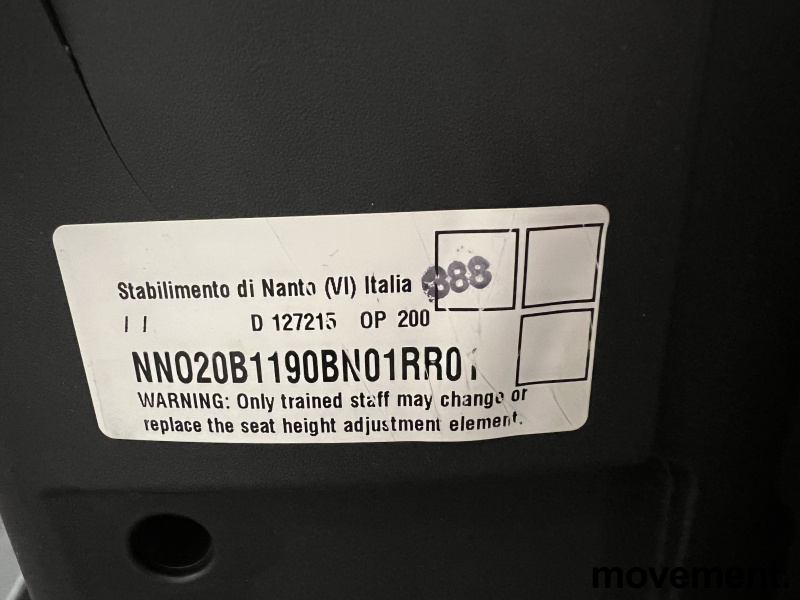 Stabilimento di Nanto (VI) Italia
888
/ / D 127215 OP 200
NNO20B1190BN01RR01
WARNING: Only trained staff may change or
replace the seat height adjustment element.
movement.